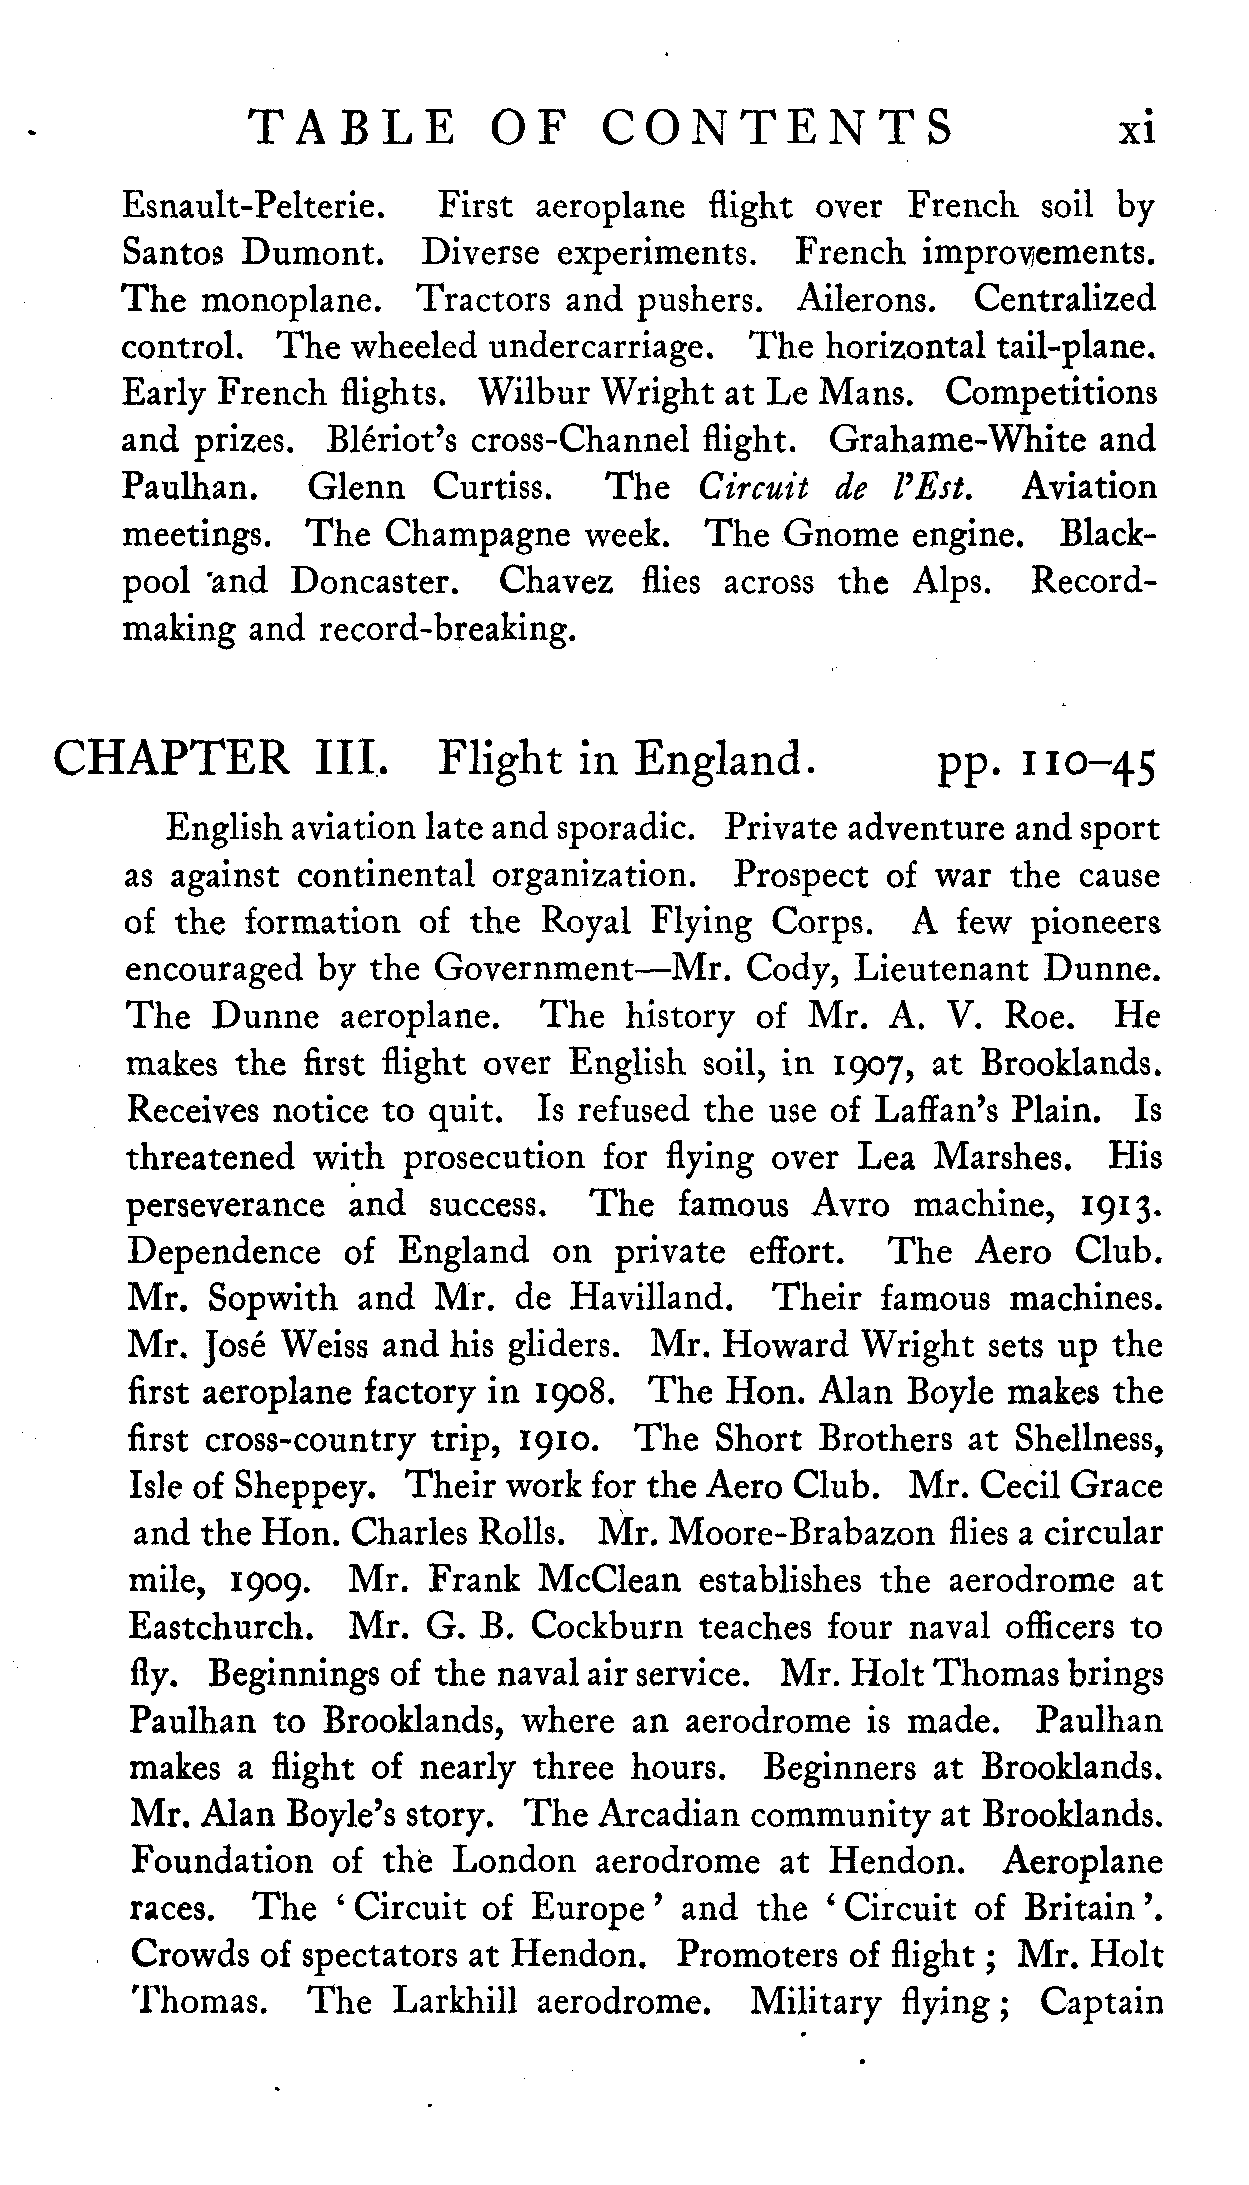 TABLE OF CONTENTS xi
Esnault-Pelterie. First aeroplane flight over French soil by
Santos Dumont. Diverse experiments. French improvements.
The monoplane. Tractors and pushers. Ailerons. Centralized
control. The wheeled undercarriage. The horizontal tail-plane.
Early French flights. Wilbur Wright at Le Mans. Competitions
and prizes. Blériot's cross-Channel flight. Grahame-White and
Paulhan. Glenn Curtiss. The Circuit de l'Est. Aviation
meetings. The Champagne week. The Gnome engine. Black-
pool and Doncaster. Chavez flies across the Alps. Record-
making and record-breaking.
CHAPTER III. Flight in England. pp. 110–45
English aviation late and sporadic. Private adventure and sport
as against continental organization. Prospect of war the cause
of the formation of the Royal Flying Corps. A few pioneers
encouraged by the Government—Mr. Cody, Lieutenant Dunne.
The Dunne aeroplane. The history of Mr. A. V. Roe. He
makes the first flight over English soil, in 1907, at Brooklands.
Receives notice to quit. Is refused the use of Laffan's Plain. Is
threatened with prosecution for flying over Lea Marshes. His
perseverance and success. The famous Avro machine, 1913.
Dependence of England on private effort. The Aero Club.
Mr. Sopwith and Mr. de Havilland. Their famous machines.
Mr. José Weiss and his gliders. Mr. Howard Wright sets up the
first aeroplane factory in 1908. The Hon. Alan Boyle makes the
first cross-country trip, 1910. The Short Brothers at Shellness,
Isle of Sheppey. Their work for the Aero Club. Mr. Cecil Grace
and the Hon. Charles Rolls. Mr. Moore-Brabazon flies a circular
mile, 1909. Mr. Frank McClean establishes the aerodrome at
Eastchurch. Mr. G. B. Cockburn teaches four naval officers to
fly. Beginnings of the naval air service. Mr. Holt Thomas brings
Paulhan to Brooklands, where an aerodrome is made. Paulhan
makes a flight of nearly three hours. Beginners at Brooklands.
Mr. Alan Boyle's story. The Arcadian community at Brooklands.
Foundation of the London aerodrome at Hendon. Aeroplane
races. The ' Circuit of Europe ' and the ' Circuit of Britain '.
Crowds of spectators at Hendon. Promoters of flight ; Mr. Holt
Thomas. The Larkhill aerodrome. Military flying ; Captain